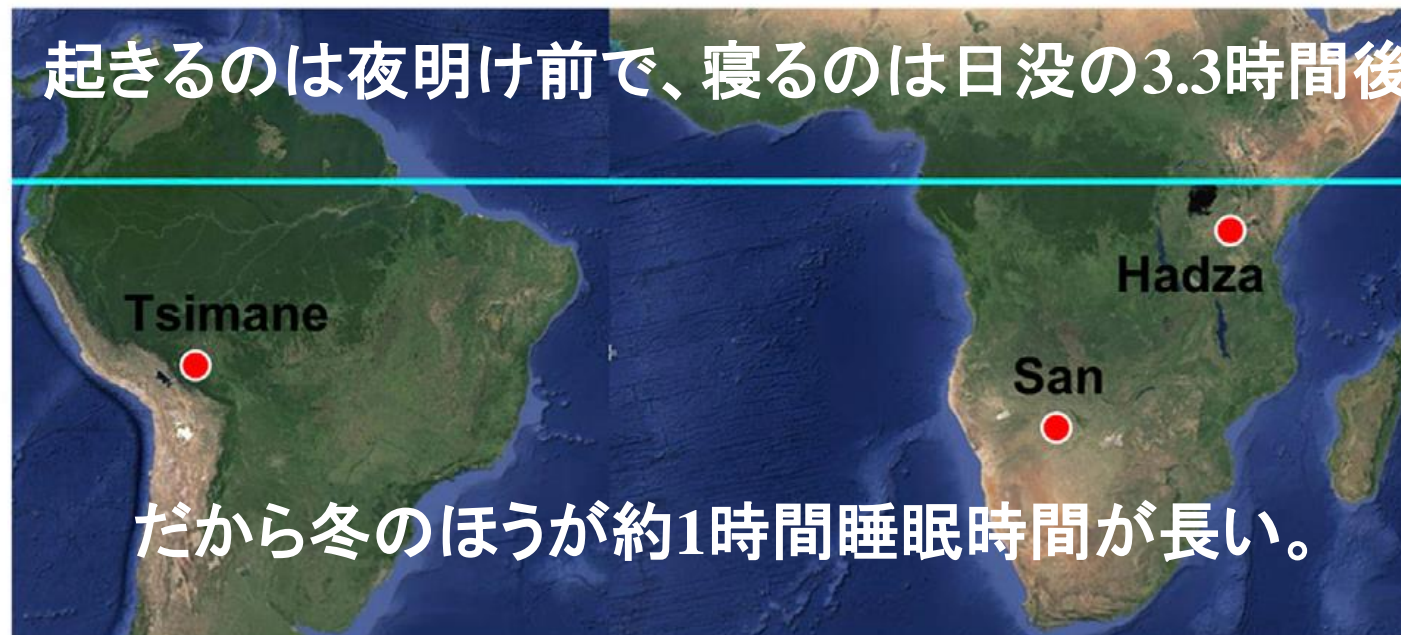 起きるのは夜明け前で、寝るのは日没の3.3時間後
Hadza
Tsimane
San
だから冬のほうが約1時間睡眠時間が長い。